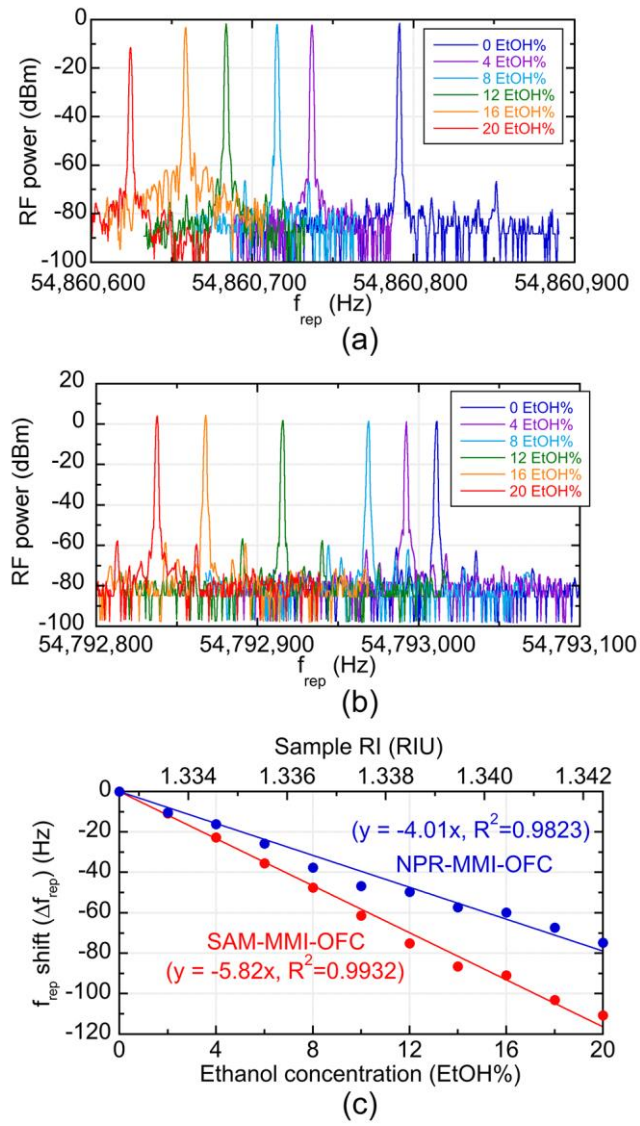 0
-20
-40
-60
-80
-100
RF power (dBm)
0 EtOH%
4 EtOH%
8 EtOH%
12 EtOH%
16 EtOH%
20 EtOH%
54,860,600
54,860,700
54,860,800
54,860,900
f_rep (Hz)
(a)
20
0
-20
-40
-60
-80
-100
RF power (dBm)
0 EtOH%
4 EtOH%
8 EtOH%
12 EtOH%
16 EtOH%
20 EtOH%
54,792,800
54,792,900
54,793,000
54,793,100
f_rep (Hz)
(b)
Sample RI (RIU)
1.334
1.336
1.338
1.340
1.342
0
-20
-40
-60
-80
-100
-120
f_rep shift (Δf_rep) (Hz)
(y = -4.01x, R²=0.9823)
NPR-MMI-OFC
SAM-MMI-OFC
(y = -5.82x, R²=0.9932)
0
4
8
12
16
20
Ethanol concentration (EtOH%)
(c)